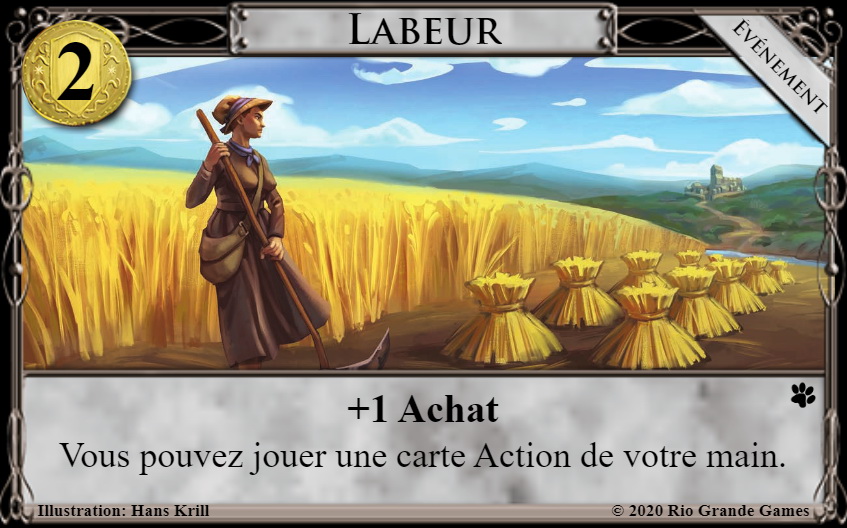 LABEUR
2
ÉVÉNEMENT
+1 Achat
Vous pouvez jouer une carte Action de votre main.
Illustration: Hans Krill
© 2020 Rio Grande Games